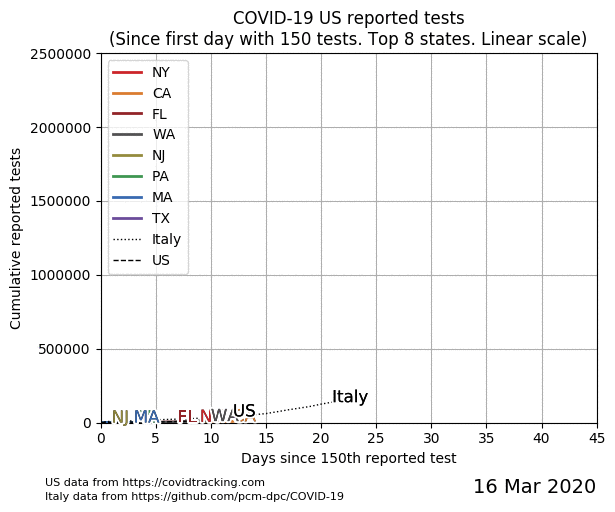 COVID-19 US reported tests
(Since first day with 150 tests. Top 8 states. Linear scale)
Cumulative reported tests
2500000
2000000
1500000
1000000
500000
0
NY
CA
FL
WA
NJ
PA
MA
TX
Italy
US
NJ MA FL N WA US Italy
0 5 10 15 20 25 30 35 40 45
Days since 150th reported test
US data from https://covidtracking.com
Italy data from https://github.com/pcm-dpc/COVID-19
16 Mar 2020